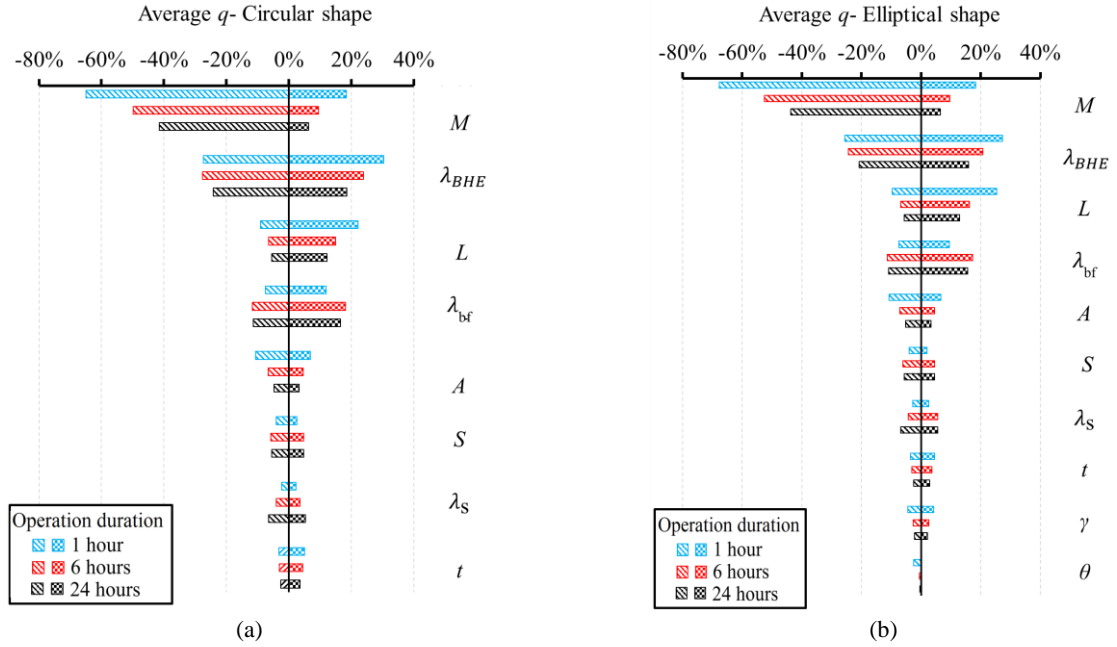 Average q- Circular shape
-80% -60% -40% -20% 0% 20% 40%
M
λBHE
L
λbf
A
S
λS
t
Operation duration
1 hour
6 hours
24 hours
(a)
Average q- Elliptical shape
-80% -60% -40% -20% 0% 20% 40%
M
λBHE
L
λbf
A
S
λS
t
γ
θ
Operation duration
1 hour
6 hours
24 hours
(b)